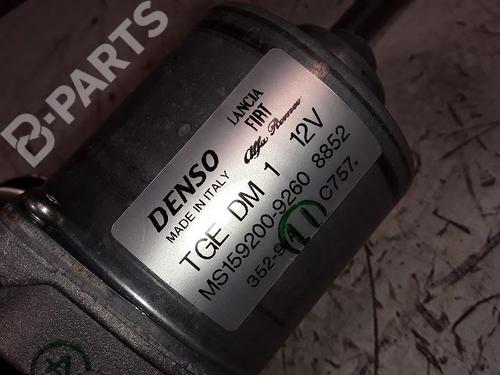 B-PARTS
DENSO
MADE IN ITALY
LANCIA
FIAT
Alfa Romeo
TGE DM 1 12V
MS159200-9260 8852
C757.